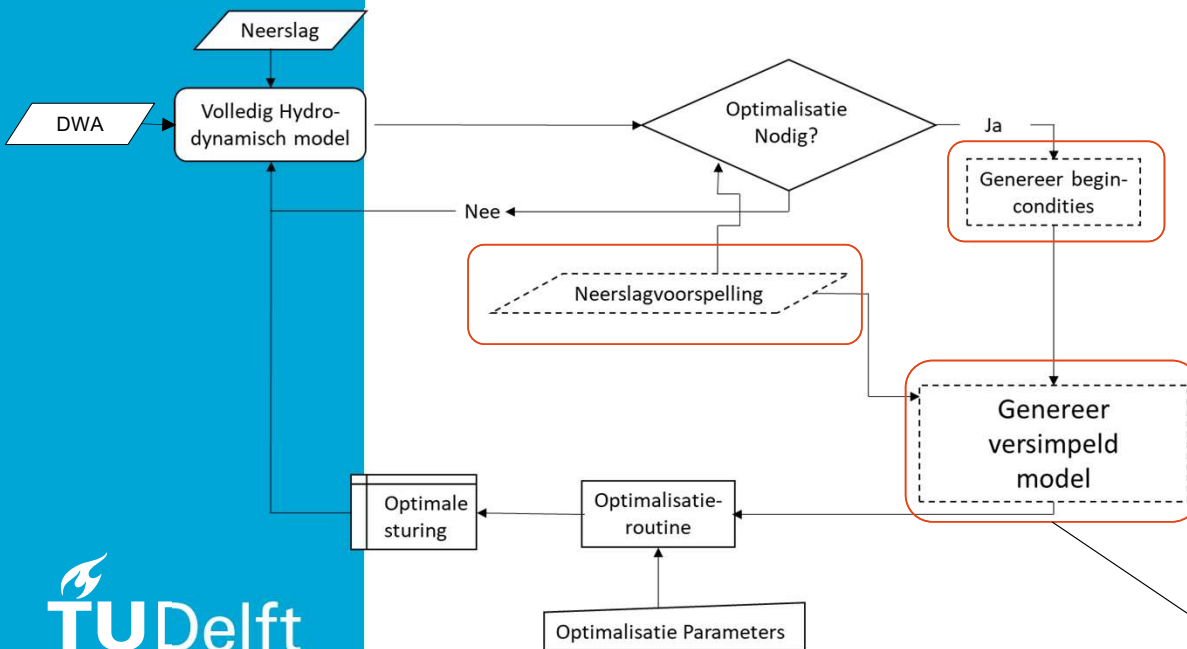 Neerslag
DWA
Volledig Hydro-
dynamisch model
Optimalisatie
Nodig?
Ja
Genereer begin-
condities
Nee
Neerslagvoorspelling
Genereer
versimpeld
model
Optimalisatie-
routine
Optimale
sturing
Optimalisatie Parameters
TUDelft